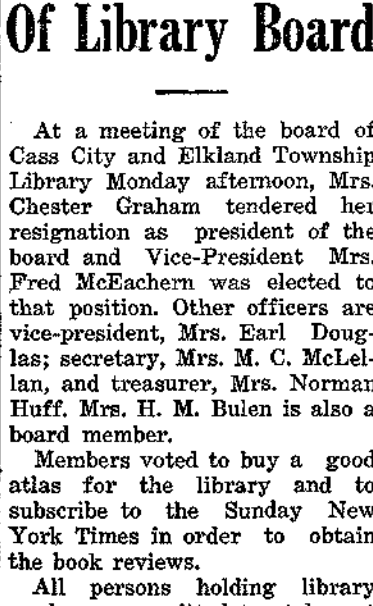 Of Library Board
At a meeting of the board of
Cass City and Elkland Township
Library Monday afternoon, Mrs.
Chester Graham tendered her
resignation as president of the
board and Vice-President Mrs.
Fred McEachern was elected to
that position. Other officers are
vice-president, Mrs. Earl Doug-
las; secretary, Mrs. M. C. McLel-
lan, and treasurer, Mrs. Norman
Huff. Mrs. H. M. Bulen is also a
board member.
Members voted to buy a good
atlas for the library and to
subscribe to the Sunday New
York Times in order to obtain
the book reviews.
All persons holding library